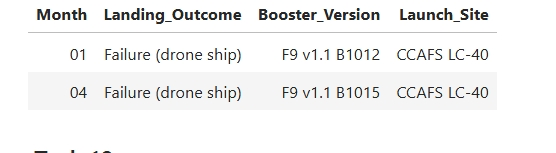 Month Landing_Outcome Booster_Version Launch_Site
01 Failure (drone ship) F9 v1.1 B1012 CCAFS LC-40
04 Failure (drone ship) F9 v1.1 B1015 CCAFS LC-40